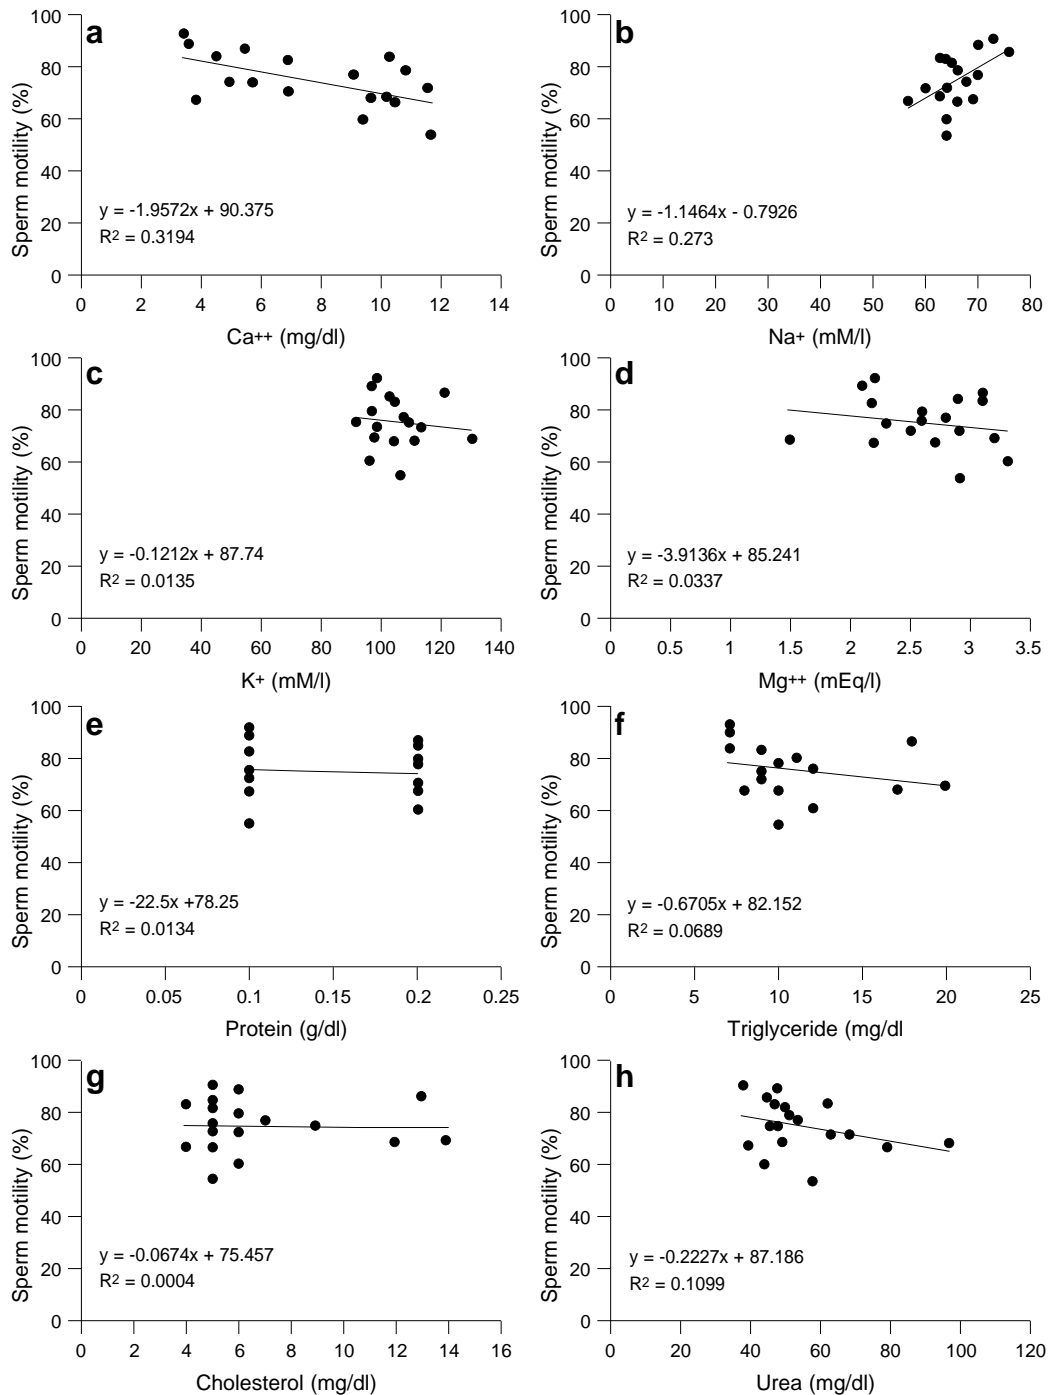 a
100
80
60
40
20
0
Sperm motility (%)
y = -1.9572x + 90.375
R2 = 0.3194
0 2 4 6 8 10 12 14
Ca++ (mg/dl)
b
100
80
60
40
20
0
Sperm motility (%)
y = -1.1464x - 0.7926
R2 = 0.273
0 10 20 30 40 50 60 70 80
Na+ (mM/l)
c
100
80
60
40
20
0
Sperm motility (%)
y = -0.1212x + 87.74
R2 = 0.0135
0 20 40 60 80 100 120 140
K+ (mM/l)
d
100
80
60
40
20
0
Sperm motility (%)
y = -3.9136x + 85.241
R2 = 0.0337
0 0.5 1 1.5 2 2.5 3 3.5
Mg++ (mEq/l)
e
100
80
60
40
20
0
Sperm motility (%)
y = -22.5x +78.25
R2 = 0.0134
0 0.05 0.1 0.15 0.2 0.25
Protein (g/dl)
f
100
80
60
40
20
0
Sperm motility (%)
y = -0.6705x + 82.152
R2 = 0.0689
0 5 10 15 20 25
Triglyceride (mg/dl
g
100
80
60
40
20
0
Sperm motility (%)
y = -0.0674x + 75.457
R2 = 0.0004
0 2 4 6 8 10 12 14 16
Cholesterol (mg/dl)
h
100
80
60
40
20
0
Sperm motility (%)
y = -0.2227x + 87.186
R2 = 0.1099
0 20 40 60 80 100 120
Urea (mg/dl)